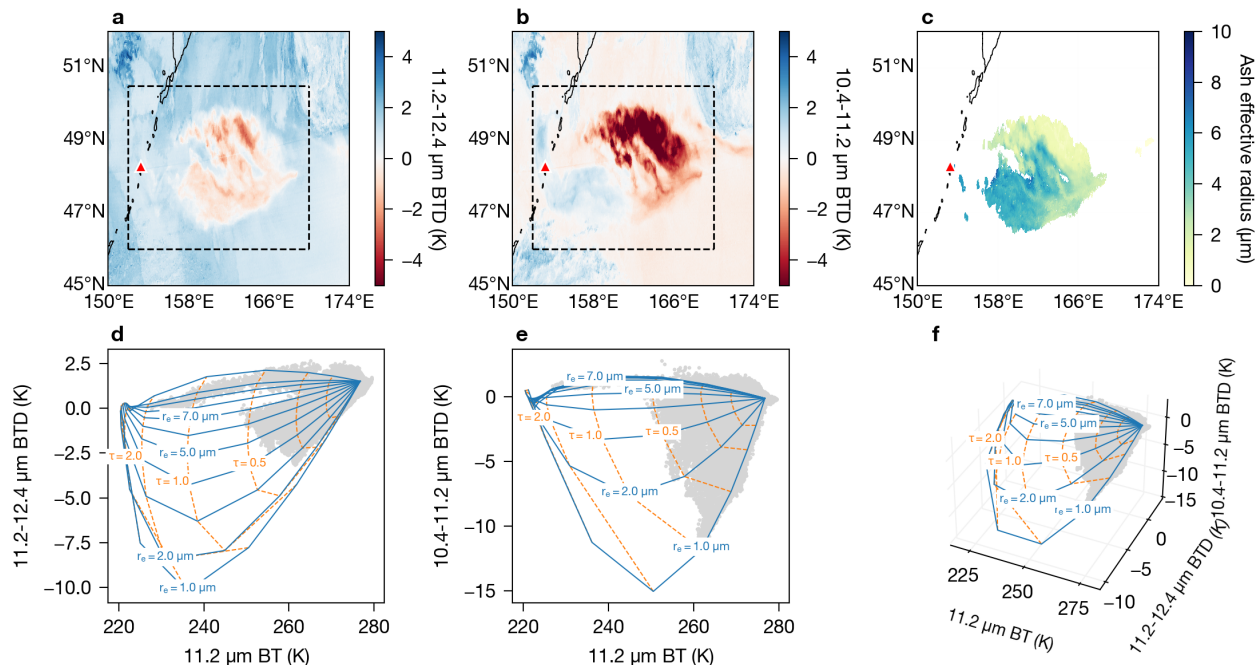 a
b
c
51°N
49°N
47°N
45°N
150°E
158°E
166°E
174°E
4
2
0
−2
−4
11.2-12.4 μm BTD (K)
51°N
49°N
47°N
45°N
150°E
158°E
166°E
174°E
4
2
0
−2
−4
10.4-11.2 μm BTD (K)
51°N
49°N
47°N
45°N
150°E
158°E
166°E
174°E
10
8
6
4
2
0
Ash effective radius (μm)
d
e
f
2.5
0.0
−2.5
−5.0
−7.5
−10.0
11.2-12.4 μm BTD (K)
rₑ = 7.0 μm
rₑ = 5.0 μm
τ = 2.0
τ = 1.0
τ = 0.5
rₑ = 2.0 μm
rₑ = 1.0 μm
220
240
260
280
11.2 μm BT (K)
0
−5
−10
−15
10.4-11.2 μm BTD (K)
rₑ = 7.0 μm
rₑ = 5.0 μm
τ = 2.0
τ = 1.0
τ = 0.5
rₑ = 2.0 μm
rₑ = 1.0 μm
220
240
260
280
11.2 μm BT (K)
rₑ = 7.0 μm
rₑ = 5.0 μm
τ = 2.0
τ = 1.0
τ = 0.5
rₑ = 2.0 μm
rₑ = 1.0 μm
0
−5
−10
−15
10.4-11.2 μm BTD (K)
0
−5
−10
11.2-12.4 μm BTD (K)
225
250
275
11.2 μm BT (K)